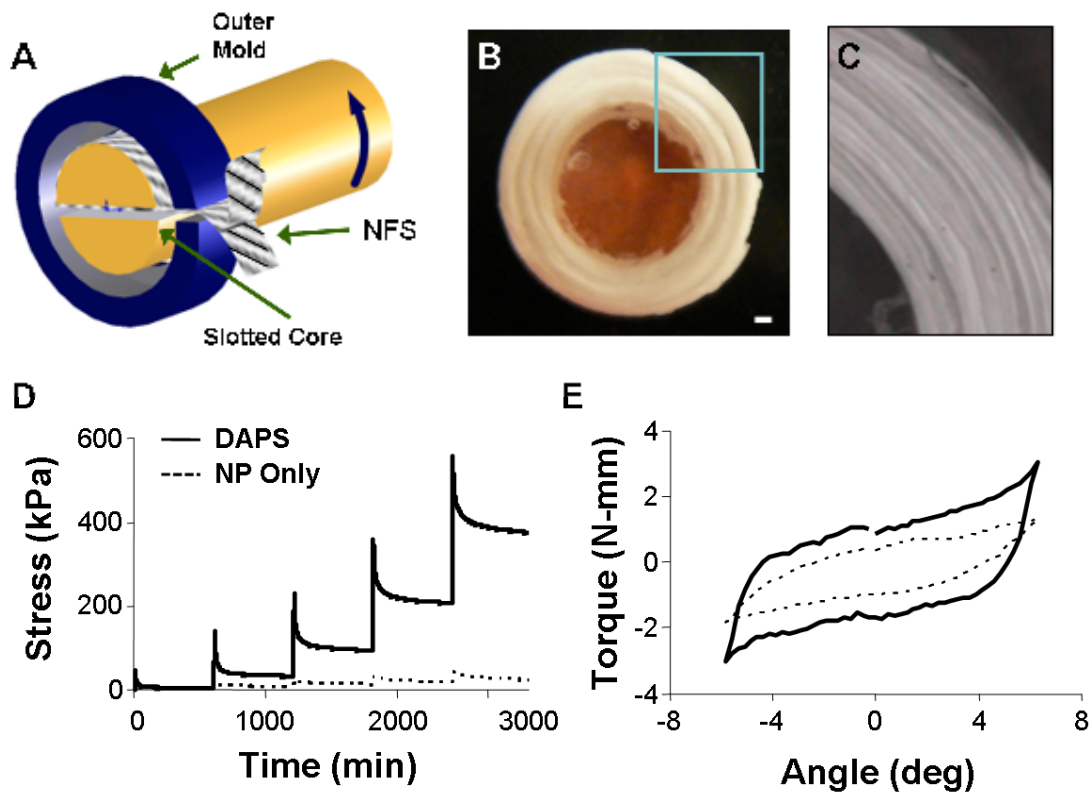 A
Outer
Mold
NFS
Slotted Core
B
C
D
DAPS
NP Only
Stress (kPa)
600
400
200
0
0
1000
2000
3000
Time (min)
E
Torque (N-mm)
4
2
0
-2
-4
-8
-4
0
4
8
Angle (deg)